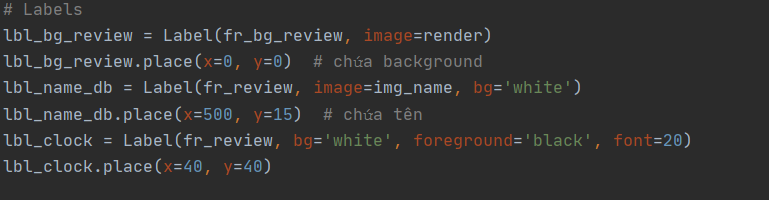 # Labels
lbl_bg_review = Label(fr_bg_review, image=render)
lbl_bg_review.place(x=0, y=0)  # chứa background
lbl_name_db = Label(fr_review, image=img_name, bg='white')
lbl_name_db.place(x=500, y=15)  # chứa tên
lbl_clock = Label(fr_review, bg='white', foreground='black', font=20)
lbl_clock.place(x=40, y=40)